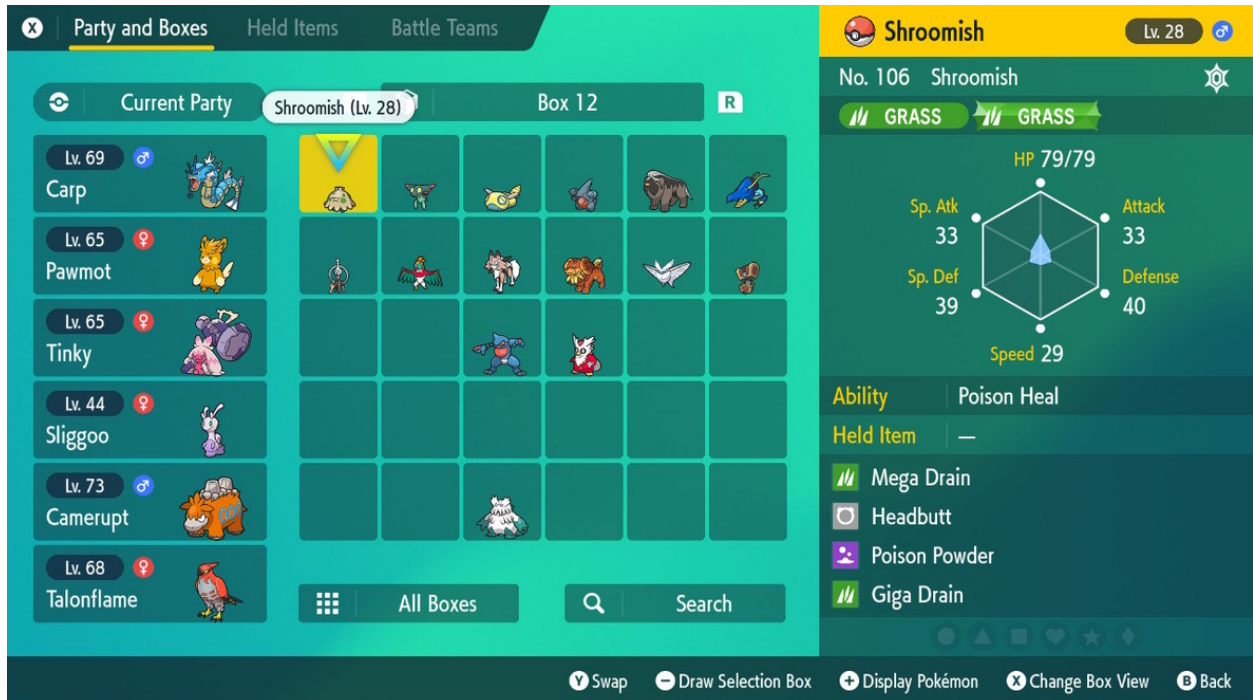 X Party and Boxes Held Items Battle Teams
Current Party
Shroomish (Lv. 28)
Box 12 R
Lv. 69 ♂
Carp
Lv. 65 ♀
Pawmot
Lv. 65 ♀
Tinky
Lv. 44 ♀
Sliggoo
Lv. 73 ♂
Camerupt
Lv. 68 ♀
Talonflame
All Boxes
Search
Shroomish Lv. 28 ♂
No. 106 Shroomish
GRASS GRASS
HP 79/79
Sp. Atk
33
Attack
33
Sp. Def
39
Defense
40
Speed 29
Ability Poison Heal
Held Item —
Mega Drain
Headbutt
Poison Powder
Giga Drain
Y Swap - Draw Selection Box + Display Pokémon X Change Box View B Back